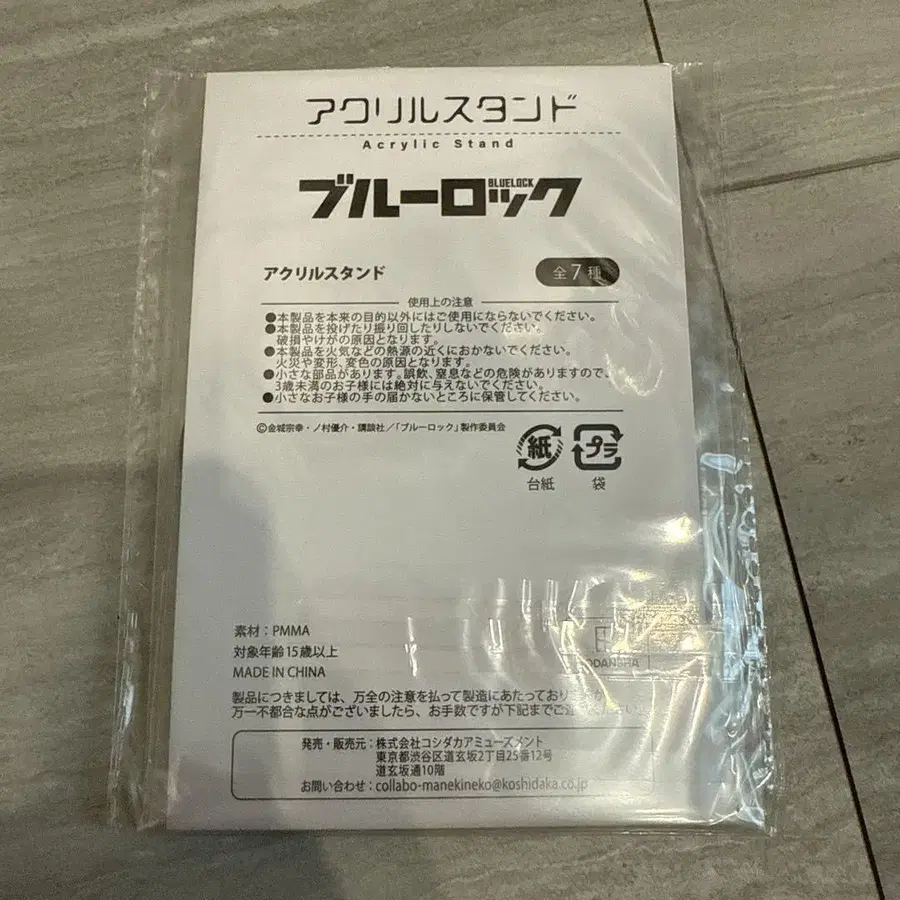 アクリルスタンド
Acrylic Stand
ブルーロック
BLUELOCK
アクリルスタンド
全7種
使用上の注意
●本製品を本来の目的以外にはご使用にならないでください。
●本製品を投げたり振り回したりしないでください。
破損やけがの原因となります。
●本製品を火気などの熱源の近くにおかないでください。
火災や変形、変色の原因となります。
●小さな部品があります。誤飲、窒息などの危険がありますので、
3歳未満のお子様には絶対に与えないでください。
●小さなお子様の手の届かないところに保管してください。
©金城宗幸・ノ村優介・講談社/「ブルーロック」製作委員会
紙
プラ
台紙
袋
素材:PMMA
対象年齢15歳以上
MADE IN CHINA
KODANSHA
製品につきましては、万全の注意を払って製造にあたっており
万一不都合な点がございましたら、お手数ですが下記までご
発売・販売元:株式会社コシダカアミューズメント
東京都渋谷区道玄坂2丁目25番12号
道玄坂通10階
お問い合わせ:collabo-manekineko@koshidaka.co.jp